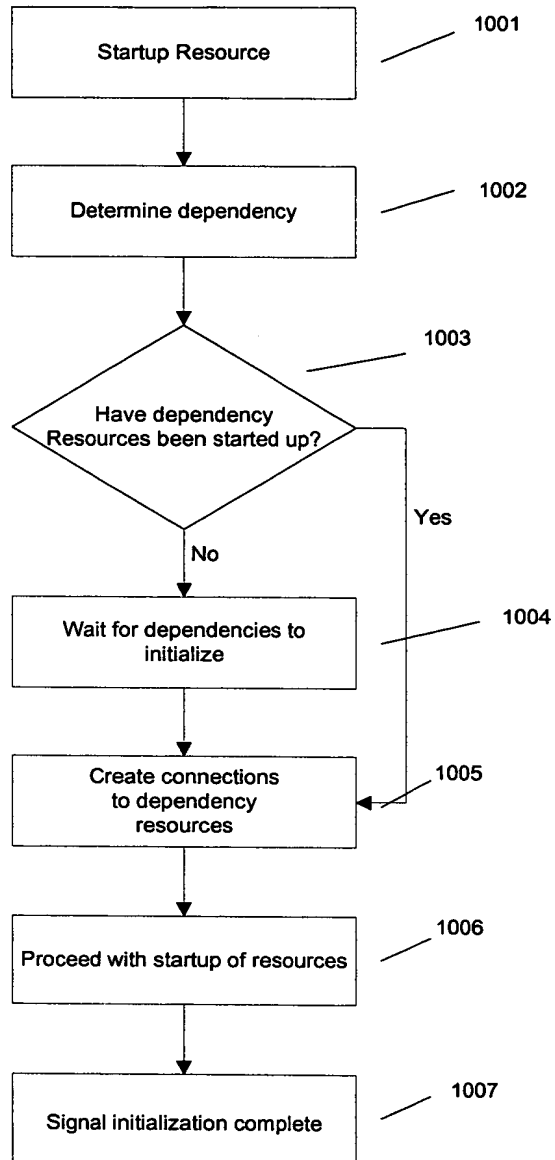 1001
Startup Resource
1002
Determine dependency
1003
Have dependency
Resources been started up?
Yes
No
1004
Wait for dependencies to
initialize
1005
Create connections
to dependency
resources
1006
Proceed with startup of resources
1007
Signal initialization complete